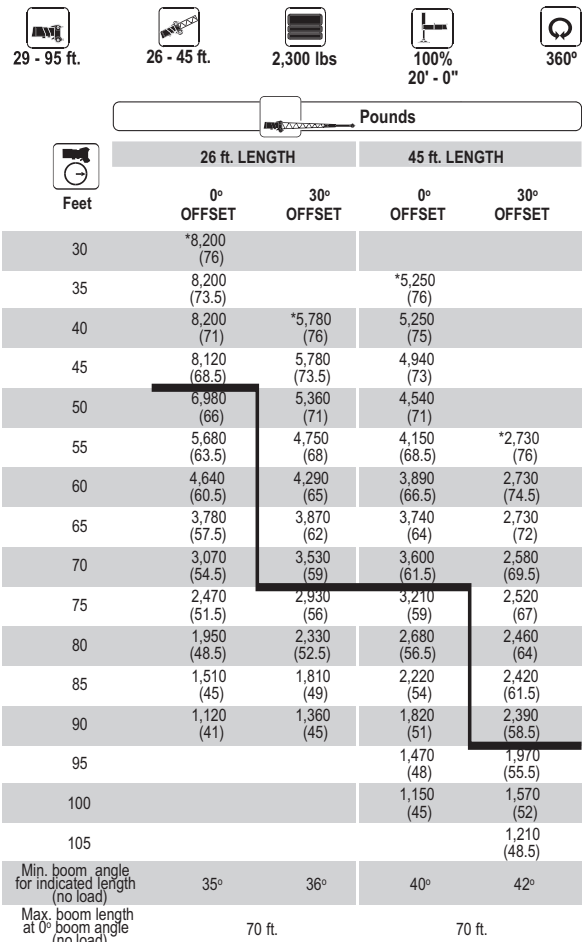 29 - 95 ft. 26 - 45 ft. 2,300 lbs 100% 360º
20' - 0"
Pounds
26 ft. LENGTH 45 ft. LENGTH
Feet
0º 30º 0º 30º
OFFSET OFFSET OFFSET OFFSET
30 *8,200
(76)
35 8,200 *5,250
(73.5) (76)
40 8,200 *5,780 5,250
(71) (76) (75)
45 8,120 5,780 4,940
(68.5) (73.5) (73)
50 6,980 5,360 4,540
(66) (71) (71)
55 5,680 4,750 4,150 *2,730
(63.5) (68) (68.5) (76)
60 4,640 4,290 3,890 2,730
(60.5) (65) (66.5) (74.5)
65 3,780 3,870 3,740 2,730
(57.5) (62) (64) (72)
70 3,070 3,530 3,600 2,580
(54.5) (59) (61.5) (69.5)
75 2,470 2,930 3,210 2,520
(51.5) (56) (59) (67)
80 1,950 2,330 2,680 2,460
(48.5) (52.5) (56.5) (64)
85 1,510 1,810 2,220 2,420
(45) (49) (54) (61.5)
90 1,120 1,360 1,820 2,390
(41) (45) (51) (58.5)
95 1,470 1,970
(48) (55.5)
100 1,150 1,570
(45) (52)
105 1,210
(48.5)
Min. boom angle
for indicated length 35º 36º 40º 42º
(no load)
Max. boom length
at 0º boom angle 70 ft. 70 ft.
(no load)